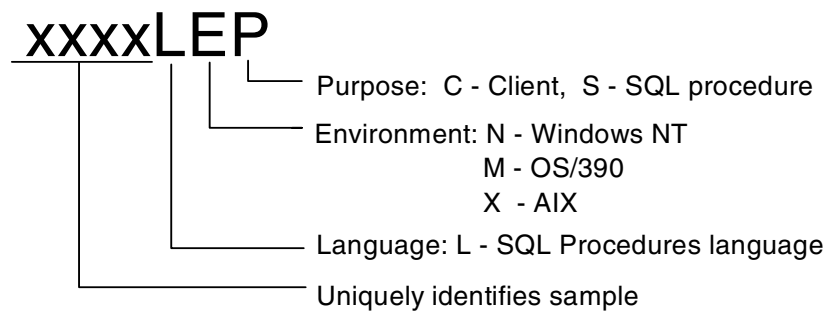 xxxxLEP
Purpose: C - Client, S - SQL procedure
Environment: N - Windows NT
M - OS/390
X - AIX
Language: L - SQL Procedures language
Uniquely identifies sample